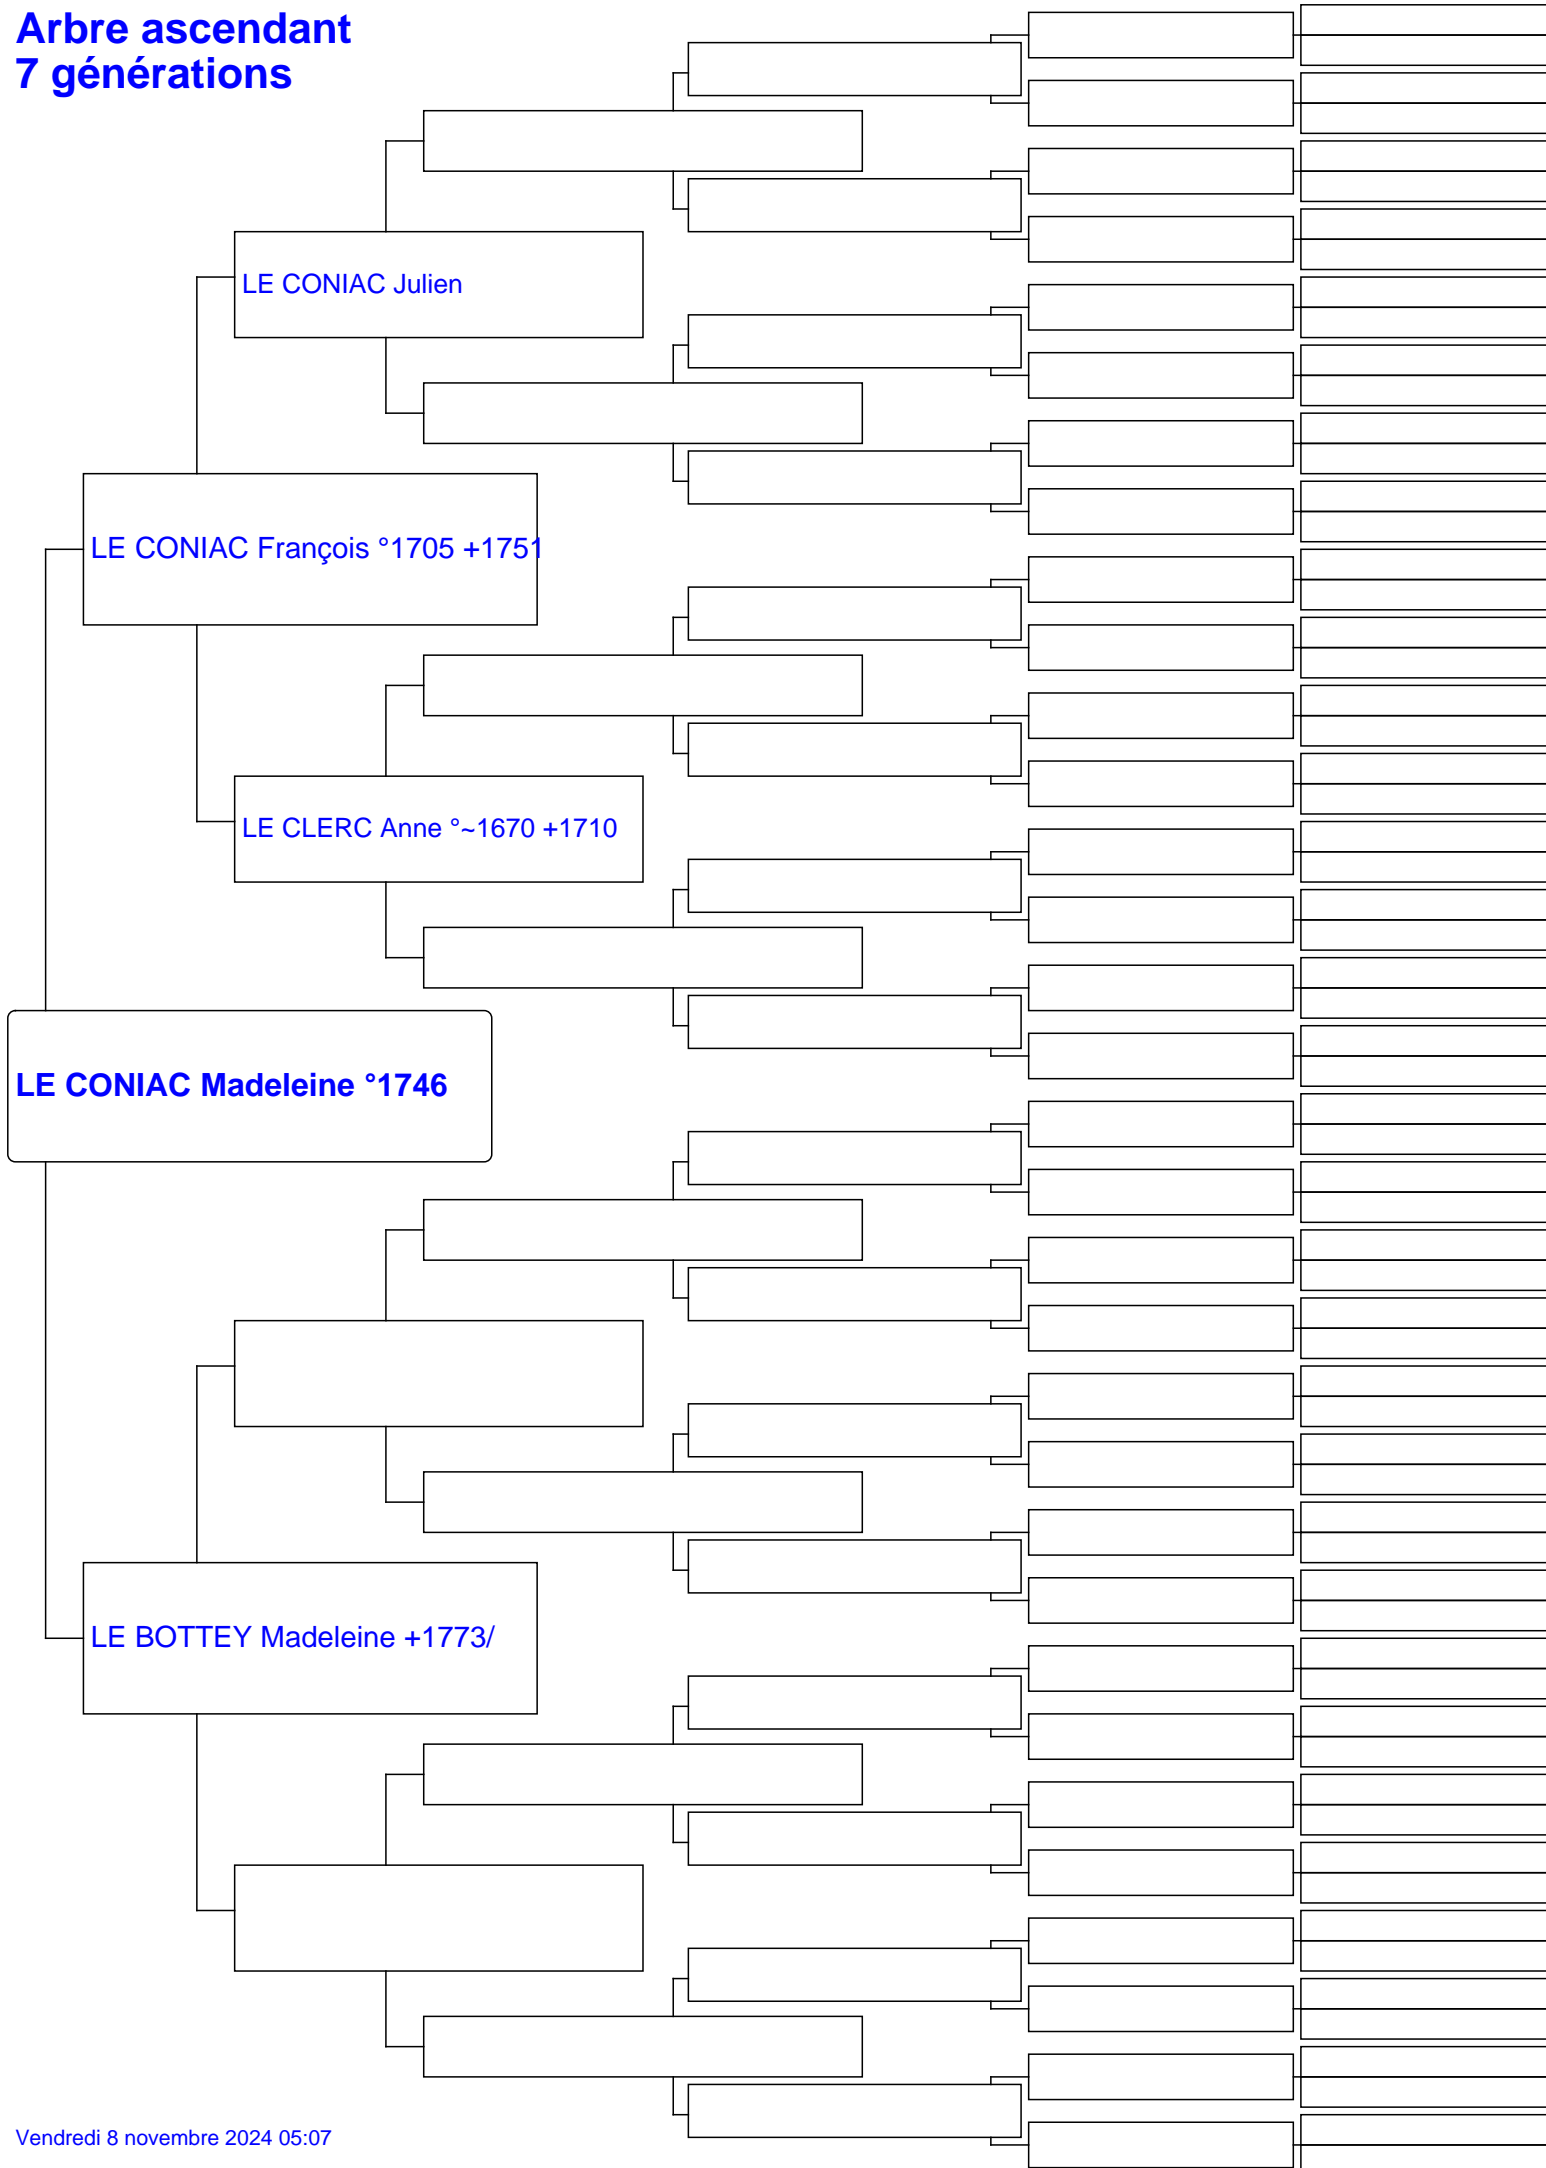 Arbre ascendant
7 générations
LE CONIAC Julien
LE CONIAC François °1705 +1751
LE CLERC Anne °~1670 +1710
LE CONIAC Madeleine °1746
LE BOTTEY Madeleine +1773/
Vendredi 8 novembre 2024 05:07